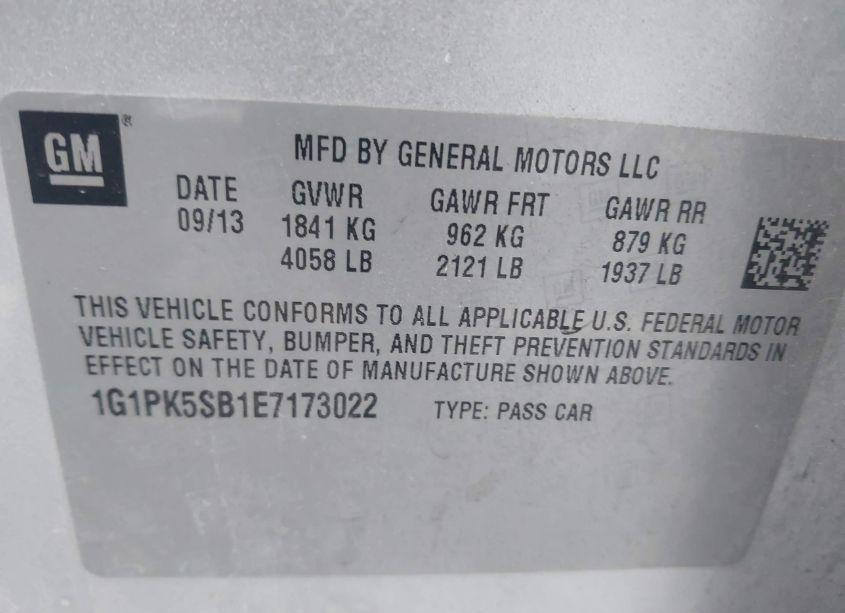 GM ®
MFD BY GENERAL MOTORS LLC
DATE GVWR GAWR FRT GAWR RR
09/13 1841 KG 962 KG 879 KG
4058 LB 2121 LB 1937 LB
THIS VEHICLE CONFORMS TO ALL APPLICABLE U.S. FEDERAL MOTOR
VEHICLE SAFETY, BUMPER, AND THEFT PREVENTION STANDARDS IN
EFFECT ON THE DATE OF MANUFACTURE SHOWN ABOVE.
1G1PK5SB1E7173022 TYPE: PASS CAR